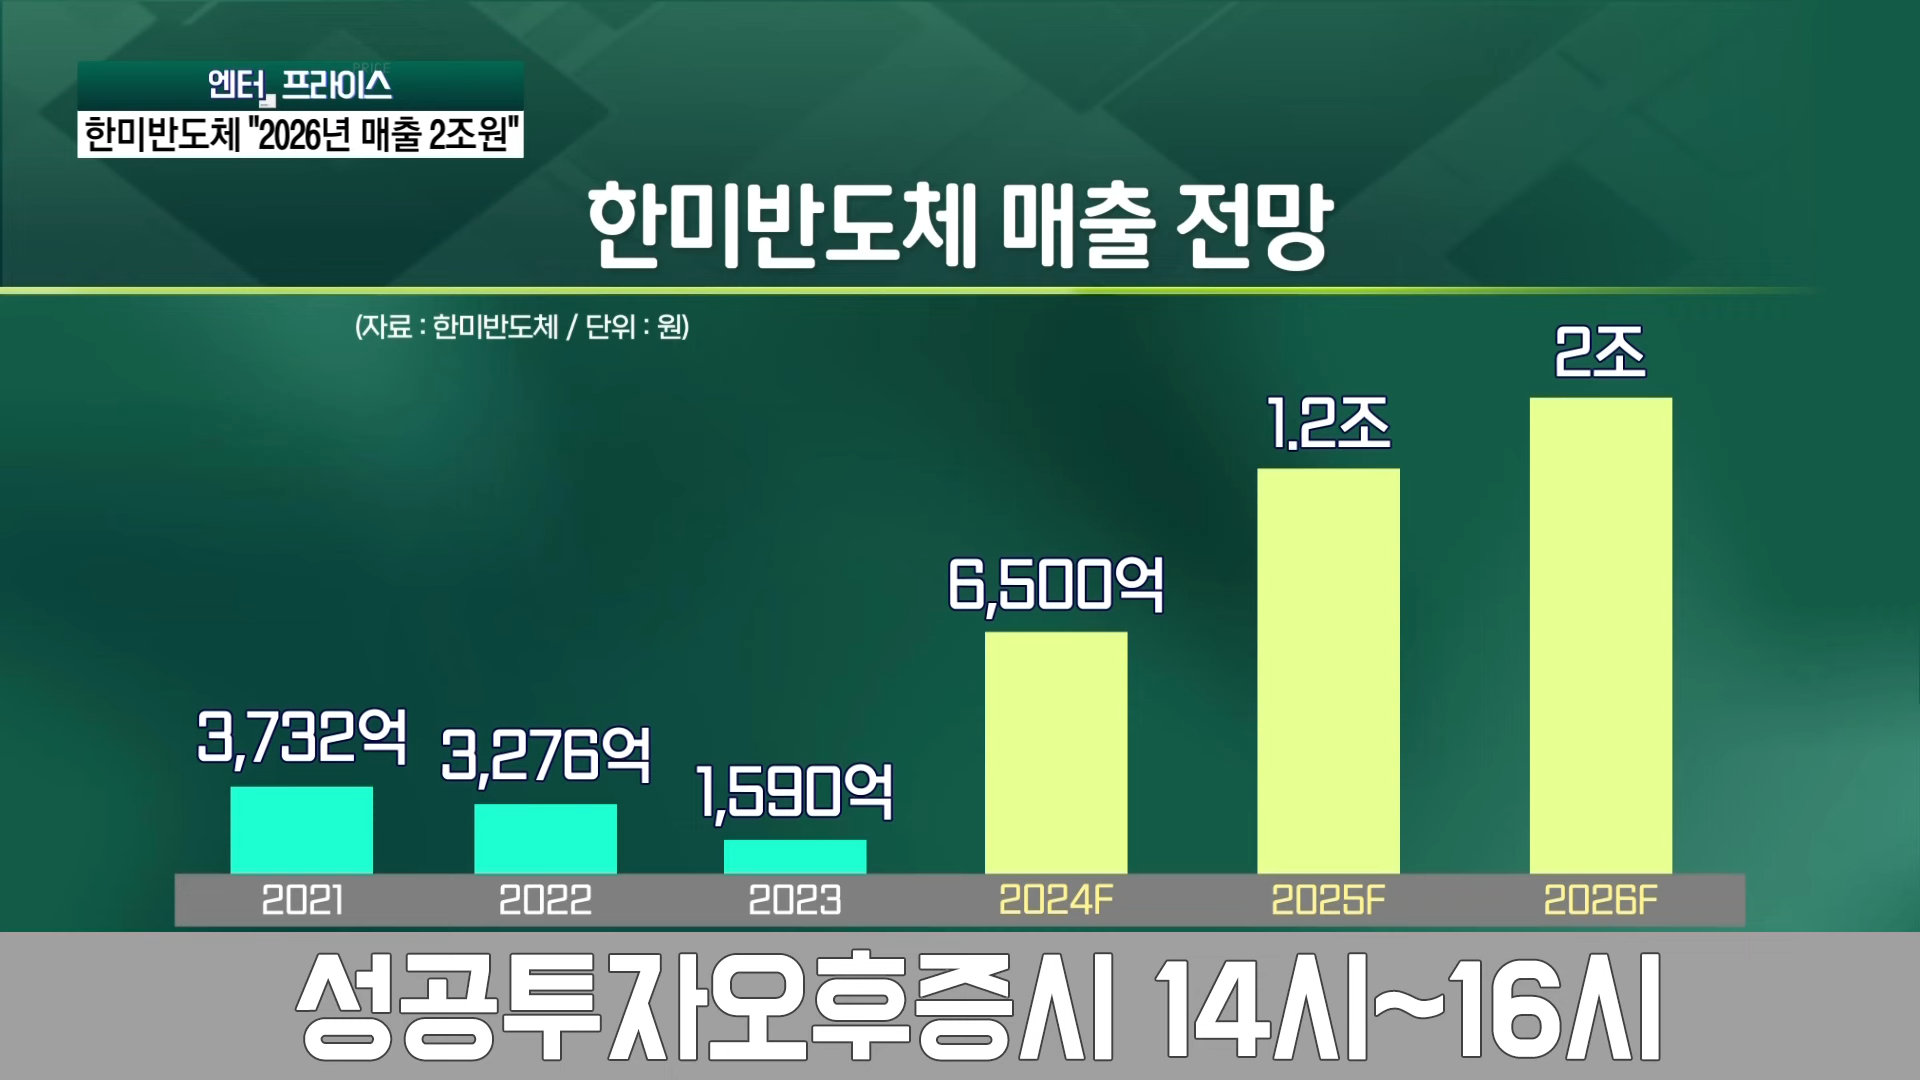 PRICE
엔터 프라이스
한미반도체 "2026년 매출 2조원"
한미반도체 매출 전망
(자료 : 한미반도체 / 단위 : 원)
3,732억
3,276억
1,590억
6,500억
1.2조
2조
2021
2022
2023
2024F
2025F
2026F
성공투자오후증시 14시~16시